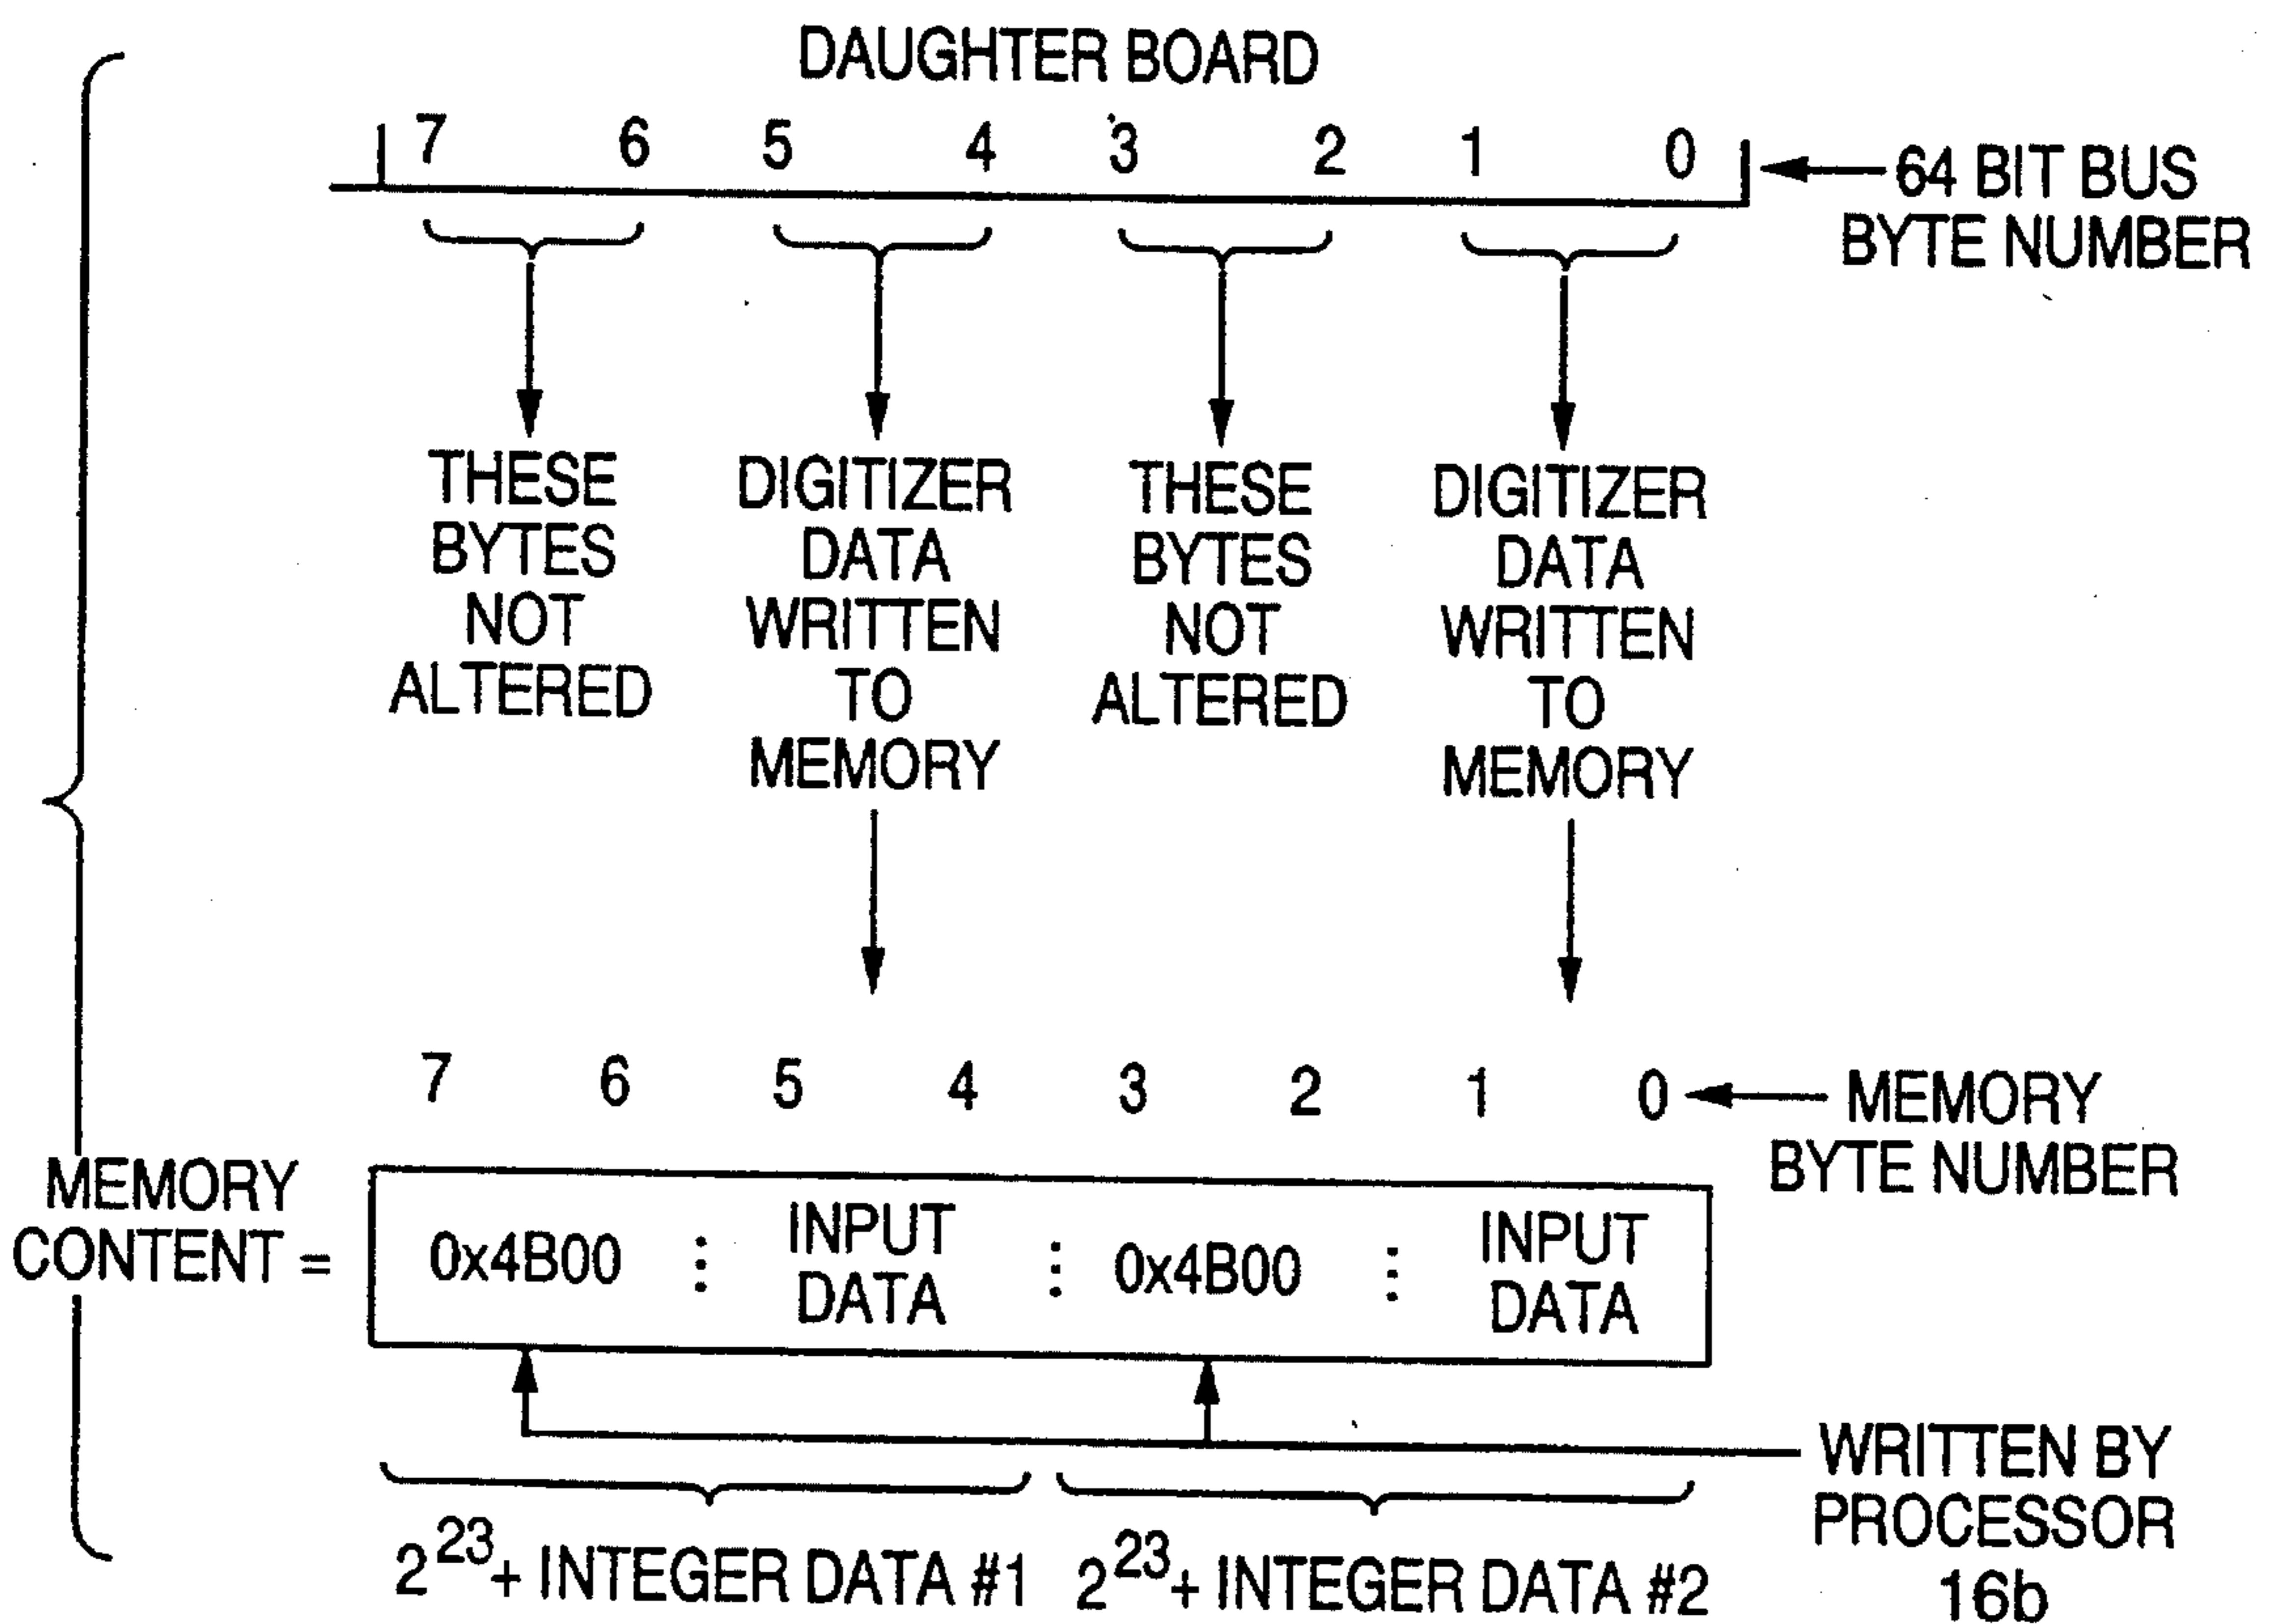 DAUGHTER BOARD
7 6 5 4 3 2 1 0
64 BIT BUS
BYTE NUMBER
THESE
BYTES
NOT
ALTERED
DIGITIZER
DATA
WRITTEN
TO
MEMORY
THESE
BYTES
NOT
ALTERED
DIGITIZER
DATA
WRITTEN
TO
MEMORY
7 6 5 4 3 2 1 0
MEMORY
BYTE NUMBER
MEMORY
CONTENT =
0x4B00
INPUT
DATA
0x4B00
INPUT
DATA
WRITTEN BY
PROCESSOR
16b
2^23 + INTEGER DATA #1
2^23 + INTEGER DATA #2